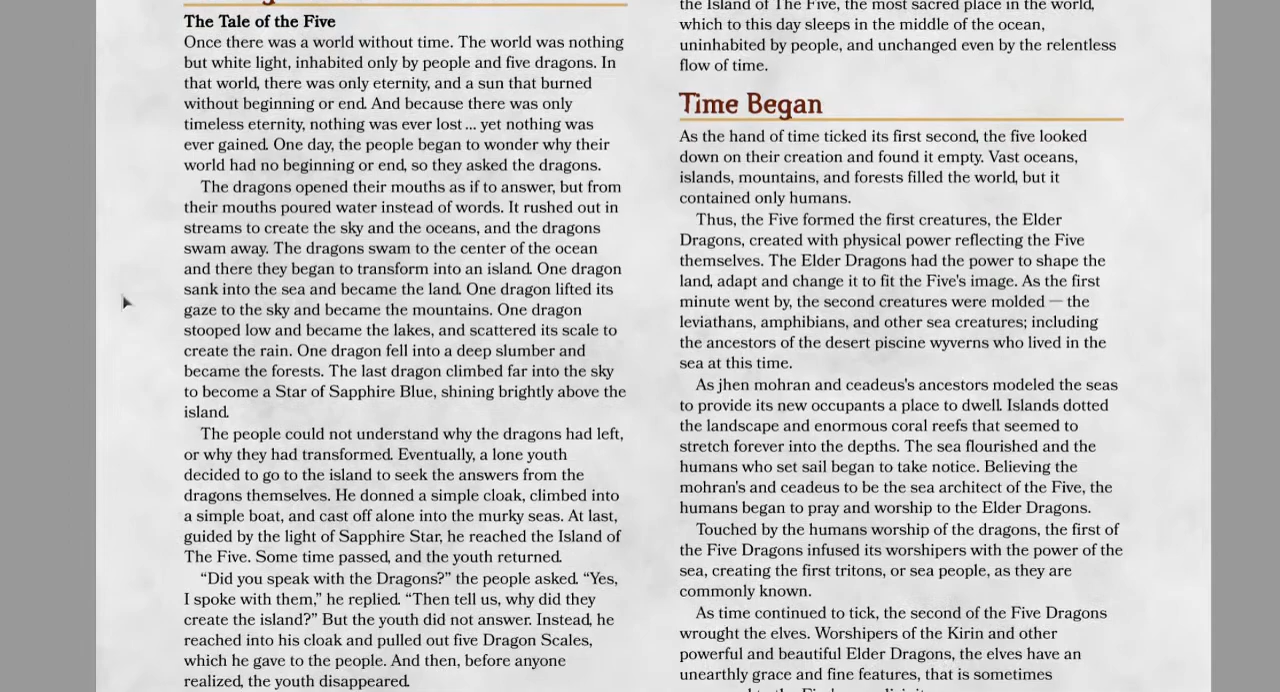 The Tale of the Five
Once there was a world without time. The world was nothing
but white light, inhabited only by people and five dragons. In
that world, there was only eternity, and a sun that burned
without beginning or end. And because there was only
timeless eternity, nothing was ever lost ... yet nothing was
ever gained. One day, the people began to wonder why their
world had no beginning or end, so they asked the dragons.
The dragons opened their mouths as if to answer, but from
their mouths poured water instead of words. It rushed out in
streams to create the sky and the oceans, and the dragons
swam away. The dragons swam to the center of the ocean
and there they began to transform into an island. One dragon
sank into the sea and became the land. One dragon lifted its
gaze to the sky and became the mountains. One dragon
stooped low and became the lakes, and scattered its scale to
create the rain. One dragon fell into a deep slumber and
became the forests. The last dragon climbed far into the sky
to become a Star of Sapphire Blue, shining brightly above the
island.
The people could not understand why the dragons had left,
or why they had transformed. Eventually, a lone youth
decided to go to the island to seek the answers from the
dragons themselves. He donned a simple cloak, climbed into
a simple boat, and cast off alone into the murky seas. At last,
guided by the light of Sapphire Star, he reached the Island of
The Five. Some time passed, and the youth returned.
“Did you speak with the Dragons?” the people asked. “Yes,
I spoke with them,” he replied. “Then tell us, why did they
create the island?” But the youth did not answer. Instead, he
reached into his cloak and pulled out five Dragon Scales,
which he gave to the people. And then, before anyone
realized, the youth disappeared.
the Island of The Five, the most sacred place in the world,
which to this day sleeps in the middle of the ocean,
uninhabited by people, and unchanged even by the relentless
flow of time.
Time Began
As the hand of time ticked its first second, the five looked
down on their creation and found it empty. Vast oceans,
islands, mountains, and forests filled the world, but it
contained only humans.
Thus, the Five formed the first creatures, the Elder
Dragons, created with physical power reflecting the Five
themselves. The Elder Dragons had the power to shape the
land, adapt and change it to fit the Five's image. As the first
minute went by, the second creatures were molded — the
leviathans, amphibians, and other sea creatures; including
the ancestors of the desert piscine wyverns who lived in the
sea at this time.
As jhen mohran and ceadeus's ancestors modeled the seas
to provide its new occupants a place to dwell. Islands dotted
the landscape and enormous coral reefs that seemed to
stretch forever into the depths. The sea flourished and the
humans who set sail began to take notice. Believing the
mohran's and ceadeus to be the sea architect of the Five, the
humans began to pray and worship to the Elder Dragons.
Touched by the humans worship of the dragons, the first of
the Five Dragons infused its worshipers with the power of the
sea, creating the first tritons, or sea people, as they are
commonly known.
As time continued to tick, the second of the Five Dragons
wrought the elves. Worshipers of the Kirin and other
powerful and beautiful Elder Dragons, the elves have an
unearthly grace and fine features, that is sometimes